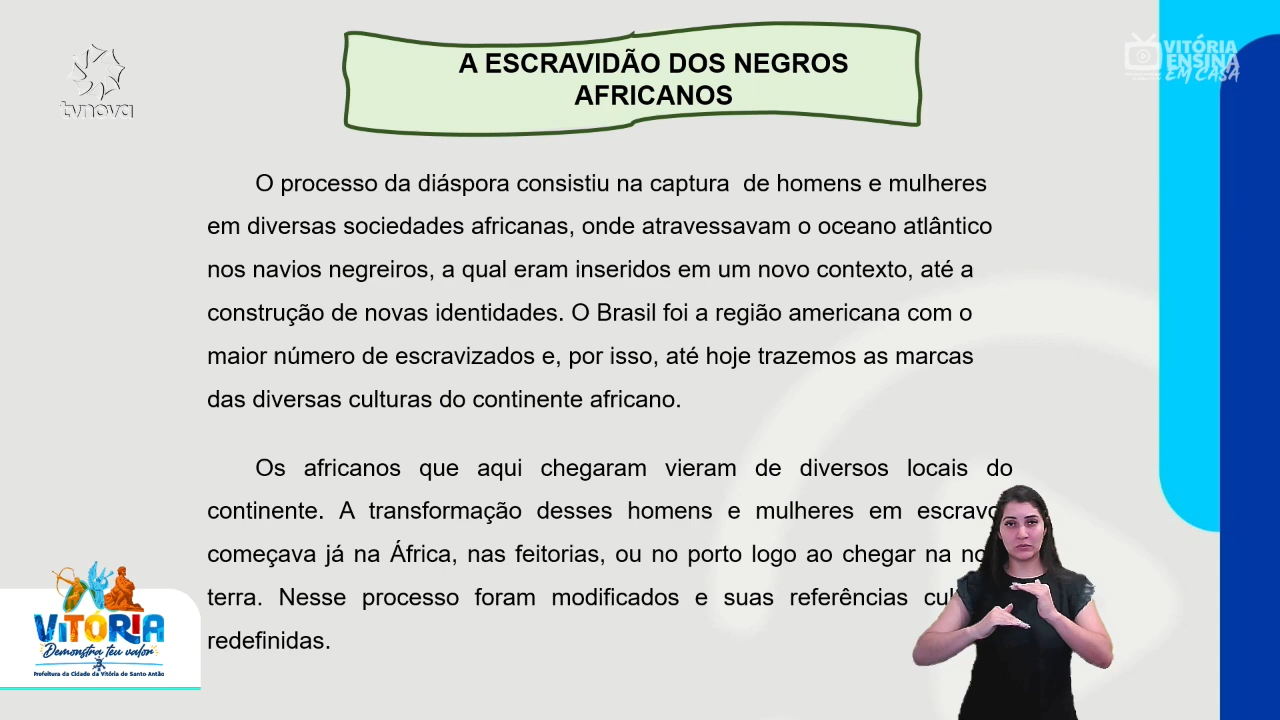 A ESCRAVIDÃO DOS NEGROS
AFRICANOS
tvnova
VITÓRIA
ENSINA
EM CASA
O processo da diáspora consistiu na captura de homens e mulheres
em diversas sociedades africanas, onde atravessavam o oceano atlântico
nos navios negreiros, a qual eram inseridos em um novo contexto, até a
construção de novas identidades. O Brasil foi a região americana com o
maior número de escravizados e, por isso, até hoje trazemos as marcas
das diversas culturas do continente africano.
Os africanos que aqui chegaram vieram de diversos locais do
continente. A transformação desses homens e mulheres em
começava já na África, nas feitorias, ou no porto logo ao chegar na
terra. Nesse processo foram modificados e suas referências
redefinidas.
VITÓRIA
Demonstra teu valor
Prefeitura da Cidade da Vitória de Santo Antão